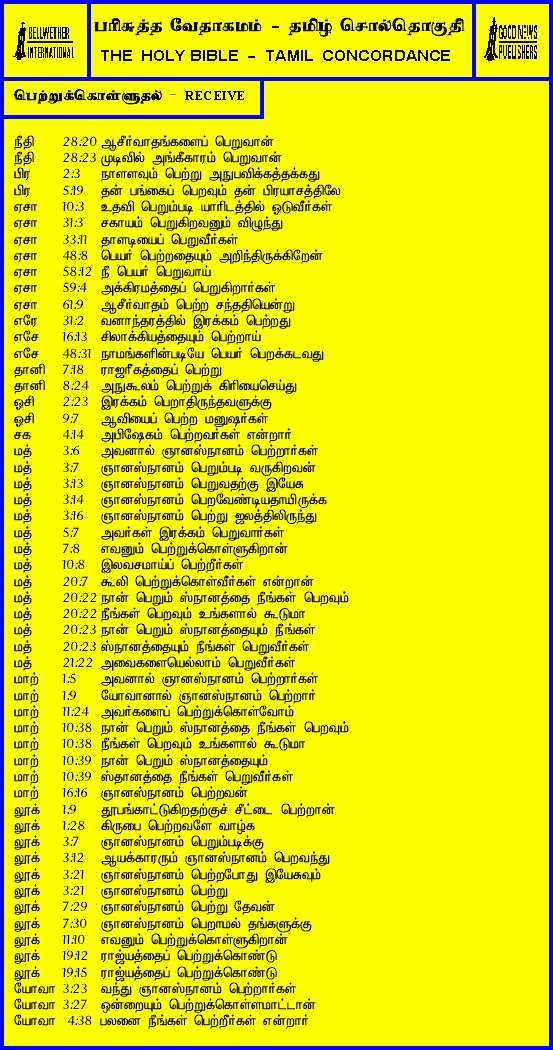 BELLWETHER
INTERNATIONAL
பரிசுத்த வேதாகமம் - தமிழ் சொல்தொகுதி
THE HOLY BIBLE - TAMIL CONCORDANCE
GOOD NEWS
PUBLISHERS
பெற்றுக்கொள்ளுதல் - RECEIVE
நீதி 28:20 ஆசீர்வாதங்களைப் பெறுவான்
நீதி 28:23 முடிவில் அங்கீகாரம் பெறுவான்
பிர 2:3 நாளளவும் பெற்று அநுபவிக்கத்தக்கது
பிர 5:19 தன் பங்கைப் பெறவும் தன் பிரயாசத்திலே
ஏசா 10:3 உதவி பெறும்படி யாரிடத்தில் ஓடுவீர்கள்
ஏசா 31:3 சகாயம் பெறுகிறவனும் விழுந்து
ஏசா 33:11 தாளடியைப் பெறுவீர்கள்
ஏசா 48:8 பெயர் பெற்றதையும் அறிந்திருக்கிறேன்
ஏசா 58:12 நீ பெயர் பெறுவாய்
ஏசா 59:4 அக்கிரமத்தைப் பெறுகிறார்கள்
ஏசா 61:9 ஆசீர்வாதம் பெற்ற சந்ததியென்று
எரே 31:2 வனாந்தரத்தில் இரக்கம் பெற்றது
எசே 16:13 சிலாக்கியத்தையும் பெற்றாய்
எசே 48:31 நாமங்களின்படியே பெயர் பெறக்கடவது
தானி 7:18 ராஜரீகத்தைப் பெற்று
தானி 8:24 அநுகூலம் பெற்றுக் கிரியைசெய்து
ஓசி 2:23 இரக்கம் பெறாதிருந்தவளுக்கு
ஓசி 9:7 ஆவியைப் பெற்ற மனுஷர்கள்
சக 4:14 அபிஷேகம் பெற்றவர்கள் என்றார்
மத் 3:6 அவனால் ஞானஸ்நானம் பெற்றார்கள்
மத் 3:7 ஞானஸ்நானம் பெறும்படி வருகிறவன்
மத் 3:13 ஞானஸ்நானம் பெறுவதற்கு இயேசு
மத் 3:14 ஞானஸ்நானம் பெறவேண்டியதாயிருக்க
மத் 3:16 ஞானஸ்நானம் பெற்று ஜலத்திலிருந்து
மத் 5:7 அவர்கள் இரக்கம் பெறுவார்கள்
மத் 7:8 எவனும் பெற்றுக்கொள்ளுகிறான்
மத் 10:8 இலவசமாய்ப் பெற்றீர்கள்
மத் 20:7 கூலி பெற்றுக்கொள்வீர்கள் என்றான்
மத் 20:22 நான் பெறும் ஸ்நானத்தை நீங்கள் பெறவும்
மத் 20:22 நீங்கள் பெறவும் உங்களால் கூடுமா
மத் 20:23 நான் பெறும் ஸ்நானத்தையும் நீங்கள்
மத் 20:23 ஸ்நானத்தையும் நீங்கள் பெறுவீர்கள்
மத் 21:22 அவைகளையெல்லாம் பெறுவீர்கள்
மாற் 1:5 அவனால் ஞானஸ்நானம் பெற்றார்கள்
மாற் 1:9 யோவானால் ஞானஸ்நானம் பெற்றார்
மாற் 11:24 அவர்களைப் பெற்றுக்கொள்வோம்
மாற் 10:38 நான் பெறும் ஸ்நானத்தை நீங்கள் பெறவும்
மாற் 10:38 நீங்கள் பெறவும் உங்களால் கூடுமா
மாற் 10:39 நான் பெறும் ஸ்நானத்தையும்
மாற் 10:39 ஸ்தானத்தை நீங்கள் பெறுவீர்கள்
மாற் 16:16 ஞானஸ்நானம் பெற்றவன்
லூக் 1:9 தூபங்காட்டுகிறதற்குச் சீட்டை பெற்றான்
லூக் 1:28 கிருபை பெற்றவளே வாழ்க
லூக் 3:7 ஞானஸ்நானம் பெறும்படிக்கு
லூக் 3:12 ஆயக்காரரும் ஞானஸ்நானம் பெறவந்து
லூக் 3:21 ஞானஸ்நானம் பெற்றபோது இயேசுவும்
லூக் 3:21 ஞானஸ்நானம் பெற்று
லூக் 7:29 ஞானஸ்நானம் பெற்று தேவன்
லூக் 7:30 ஞானஸ்நானம் பெறாமல் தங்களுக்கு
லூக் 11:10 எவனும் பெற்றுக்கொள்ளுகிறான்
லூக் 19:12 ராஜ்யத்தைப் பெற்றுக்கொண்டு
லூக் 19:15 ராஜ்யத்தைப் பெற்றுக்கொண்டு
யோவா 3:23 வந்து ஞானஸ்நானம் பெற்றார்கள்
யோவா 3:27 ஒன்றையும் பெற்றுக்கொள்ளமாட்டான்
யோவா 4:38 பலனை நீங்கள் பெற்றீர்கள் என்றார்